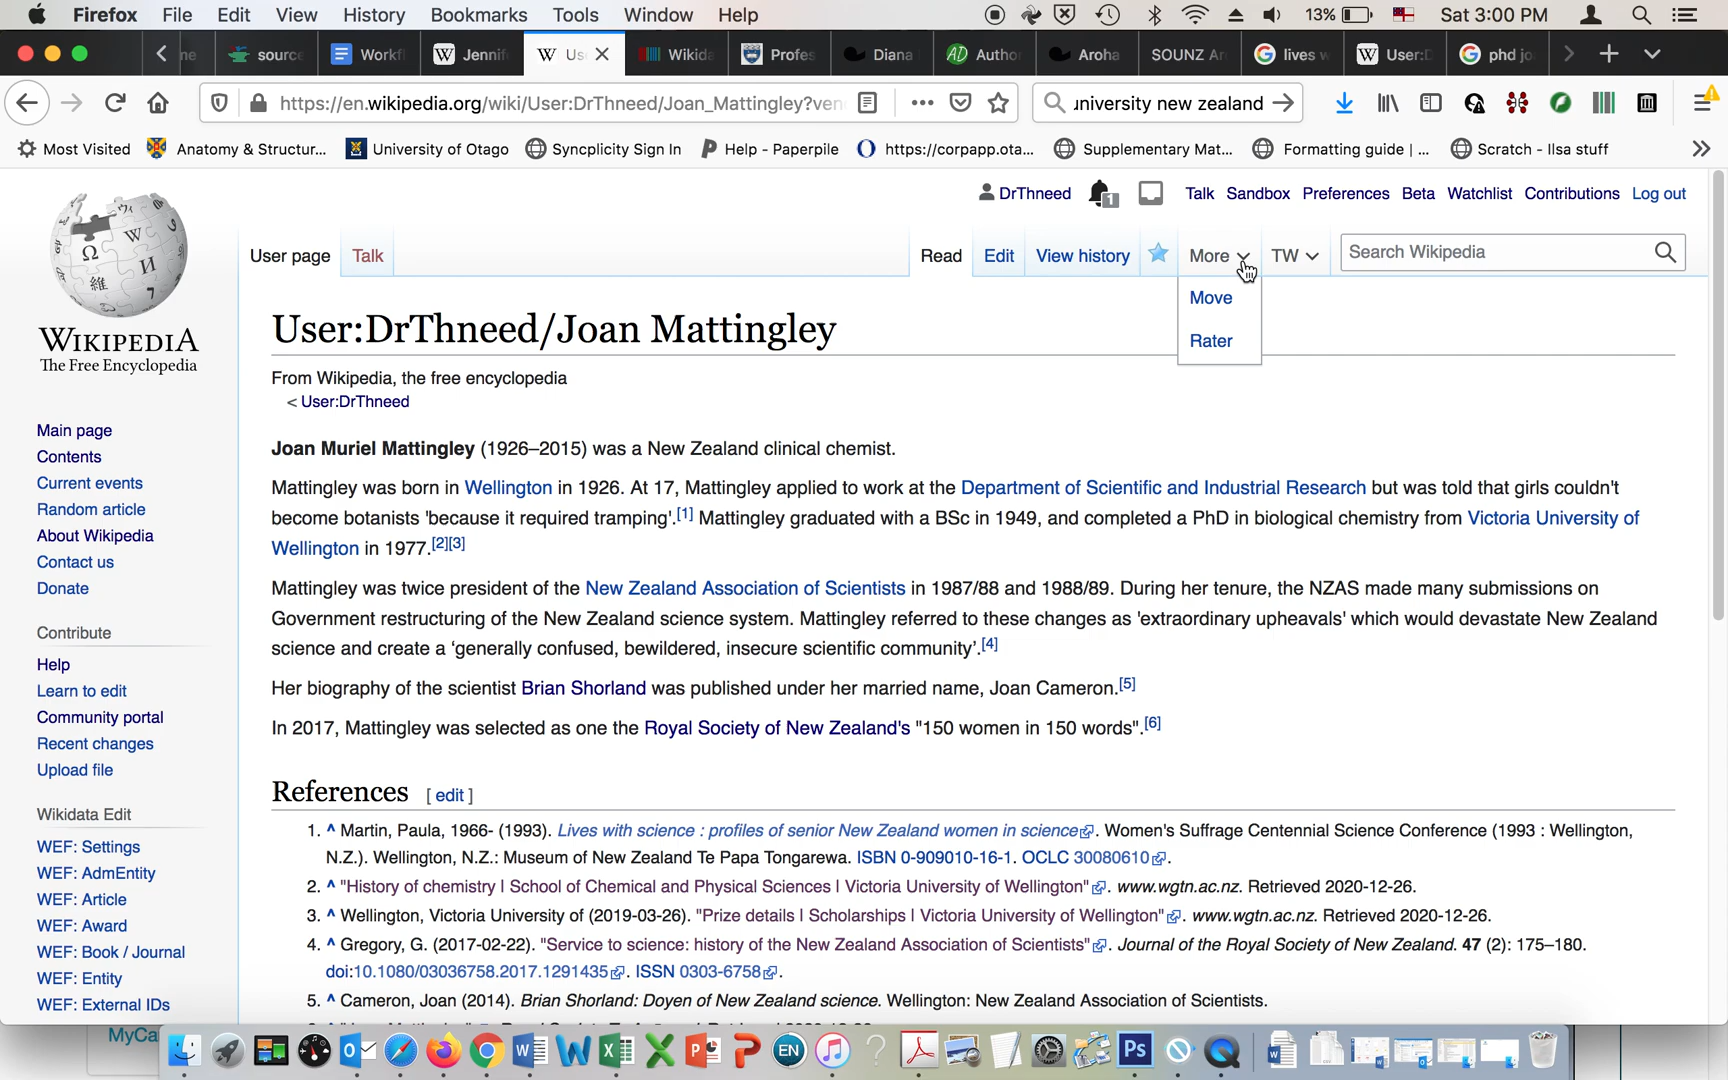 Firefox File Edit View History Bookmarks Tools Window Help 13% Sat 3:00 PM
ne source Workfl Jennif Us Wikida Profes Diana Autho Aroha SOUNZ Ar lives w User:D phd jo
https://en.wikipedia.org/wiki/User:DrThneed/Joan_Mattingley?ven university new zealand
Most Visited Anatomy & Structur... University of Otago Syncplicity Sign In Help - Paperpile https://corpapp.ota... Supplementary Mat... Formatting guide | ... Scratch - Ilsa stuff
DrThneed 1 Talk Sandbox Preferences Beta Watchlist Contributions Log out
User page Talk Read Edit View history More TW Search Wikipedia
Move
Rater
WIKIPEDIA
The Free Encyclopedia
Main page
Contents
Current events
Random article
About Wikipedia
Contact us
Donate
Contribute
Help
Learn to edit
Community portal
Recent changes
Upload file
Wikidata Edit
WEF: Settings
WEF: AdmEntity
WEF: Article
WEF: Award
WEF: Book / Journal
WEF: Entity
WEF: External IDs
User:DrThneed/Joan Mattingley
From Wikipedia, the free encyclopedia
< User:DrThneed
Joan Muriel Mattingley (1926–2015) was a New Zealand clinical chemist.
Mattingley was born in Wellington in 1926. At 17, Mattingley applied to work at the Department of Scientific and Industrial Research but was told that girls couldn't
become botanists 'because it required tramping'.[1] Mattingley graduated with a BSc in 1949, and completed a PhD in biological chemistry from Victoria University of
Wellington in 1977.[2][3]
Mattingley was twice president of the New Zealand Association of Scientists in 1987/88 and 1988/89. During her tenure, the NZAS made many submissions on
Government restructuring of the New Zealand science system. Mattingley referred to these changes as 'extraordinary upheavals' which would devastate New Zealand
science and create a ‘generally confused, bewildered, insecure scientific community’.[4]
Her biography of the scientist Brian Shorland was published under her married name, Joan Cameron.[5]
In 2017, Mattingley was selected as one the Royal Society of New Zealand's "150 women in 150 words".[6]
References [ edit ]
1. ^ Martin, Paula, 1966- (1993). Lives with science : profiles of senior New Zealand women in science. Women's Suffrage Centennial Science Conference (1993 : Wellington,
N.Z.). Wellington, N.Z.: Museum of New Zealand Te Papa Tongarewa. ISBN 0-909010-16-1. OCLC 30080610.
2. ^ "History of chemistry | School of Chemical and Physical Sciences | Victoria University of Wellington". www.wgtn.ac.nz. Retrieved 2020-12-26.
3. ^ Wellington, Victoria University of (2019-03-26). "Prize details | Scholarships | Victoria University of Wellington". www.wgtn.ac.nz. Retrieved 2020-12-26.
4. ^ Gregory, G. (2017-02-22). "Service to science: history of the New Zealand Association of Scientists". Journal of the Royal Society of New Zealand. 47 (2): 175–180.
doi:10.1080/03036758.2017.1291435. ISSN 0303-6758.
5. ^ Cameron, Joan (2014). Brian Shorland: Doyen of New Zealand science. Wellington: New Zealand Association of Scientists.
MyCa
EN Ps